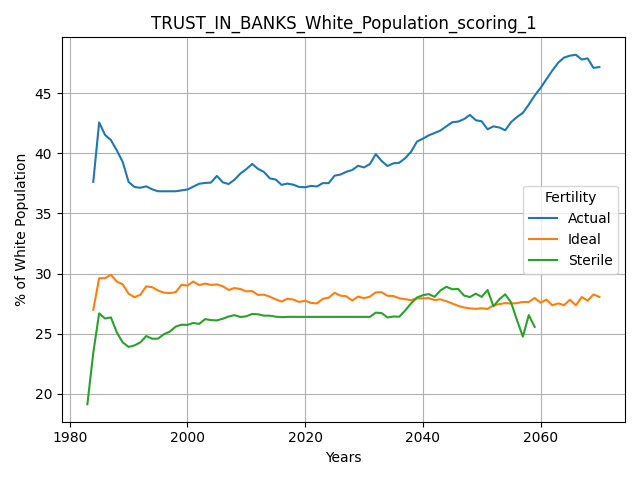 TRUST_IN_BANKS_White_Population_scoring_1
% of White Population
45
40
35
30
25
20
Fertility
Actual
Ideal
Sterile
1980 2000 2020 2040 2060
Years